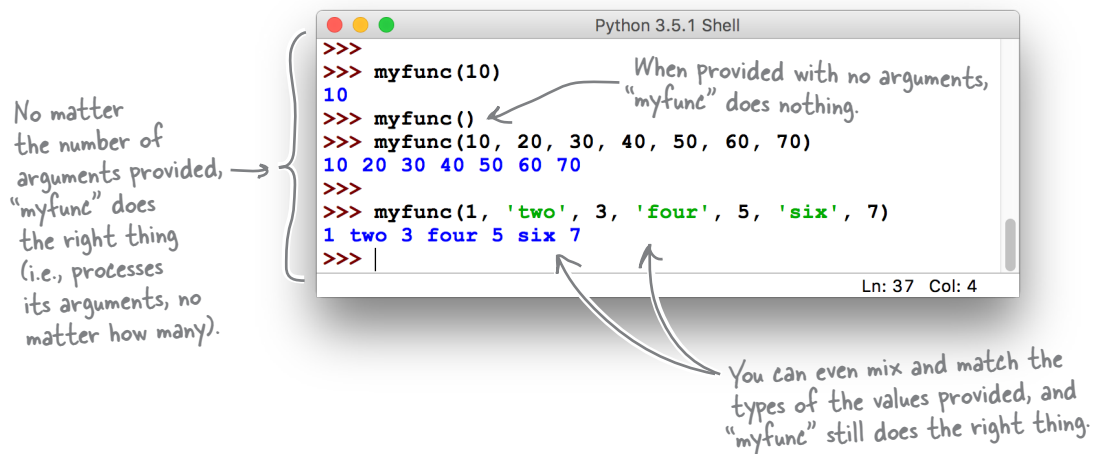 Python 3.5.1 Shell
>>>
>>> myfunc(10)
10
>>> myfunc()
>>> myfunc(10, 20, 30, 40, 50, 60, 70)
10 20 30 40 50 60 70
>>>
>>> myfunc(1, 'two', 3, 'four', 5, 'six', 7)
1 two 3 four 5 six 7
>>>
Ln: 37 Col: 4
When provided with no arguments,
“myfunc” does nothing.
No matter
the number of
arguments provided,
“myfunc” does
the right thing
(i.e., processes
its arguments, no
matter how many).
You can even mix and match the
types of the values provided, and
“myfunc” still does the right thing.